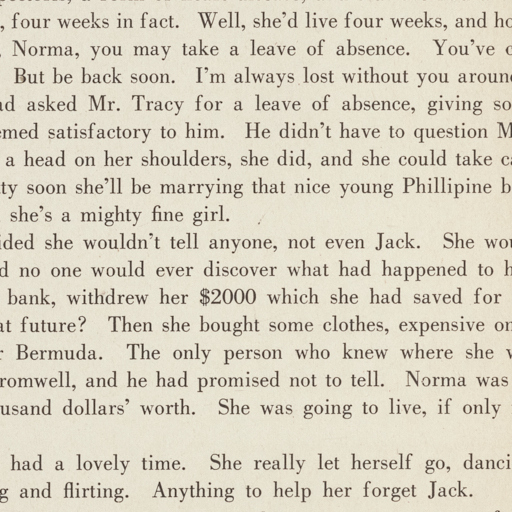 , four weeks in fact. Well, she'd live four weeks, and ho
, Norma, you may take a leave of absence. You've
But be back soon. I'm always lost without you aroun
ad asked Mr. Tracy for a leave of absence, giving so
emed satisfactory to him. He didn't have to question M
a head on her shoulders, she did, and she could take ca
ty soon she'll be marrying that nice young Phillipine b
she's a mighty fine girl.
ided she wouldn't tell anyone, not even Jack. She wou
d no one would ever discover what had happened to h
bank, withdrew her $2000 which she had saved for
at future? Then she bought some clothes, expensive on
r Bermuda. The only person who knew where she w
romwell, and he had promised not to tell. Norma was
usand dollars' worth. She was going to live, if only
had a lovely time. She really let herself go, danci
g and flirting. Anything to help her forget Jack.